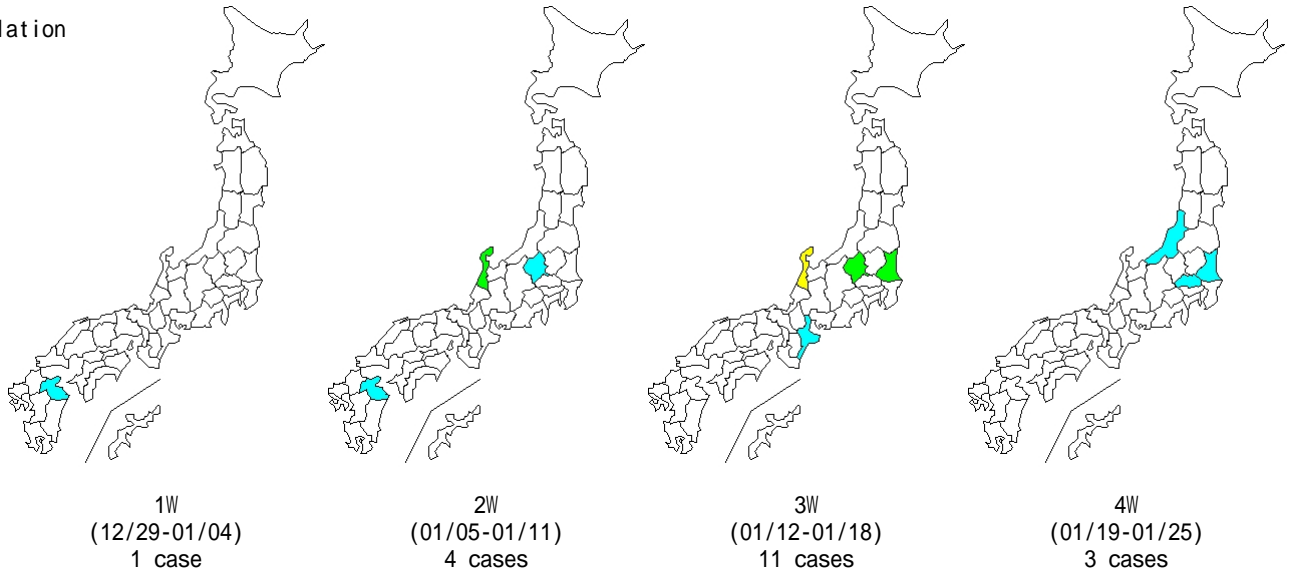 lation
1W
(12/29-01/04)
1 case
2W
(01/05-01/11)
4 cases
3W
(01/12-01/18)
11 cases
4W
(01/19-01/25)
3 cases